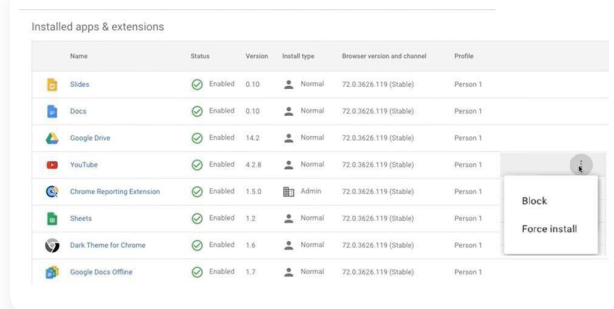 Installed apps & extensions
Name Status Version Install type Browser version and channel Profile
Slides Enabled 0.10 Normal 72.0.3626.119 (Stable) Person 1
Docs Enabled 0.10 Normal 72.0.3626.119 (Stable) Person 1
Google Drive Enabled 14.2 Normal 72.0.3626.119 (Stable) Person 1
YouTube Enabled 4.2.8 Normal 72.0.3626.119 (Stable) Person 1
Chrome Reporting Extension Enabled 1.5.0 Admin 72.0.3626.119 (Stable) Person 1
Block
Sheets Enabled 1.2 Normal 72.0.3626.119 (Stable) Person 1
Force install
Dark Theme for Chrome Enabled 1.6 Normal 72.0.3626.119 (Stable) Person 1
Google Docs Offline Enabled 1.7 Normal 72.0.3626.119 (Stable) Person 1